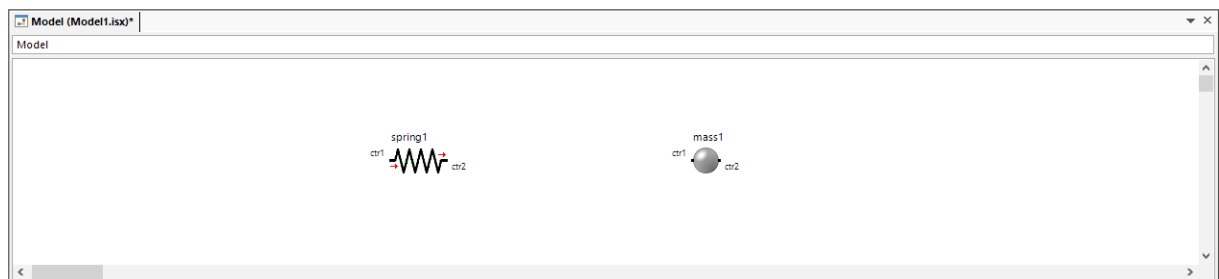 Model (Model1.isx)*
Model
spring1
ctr1
ctr2
mass1
ctr1
ctr2